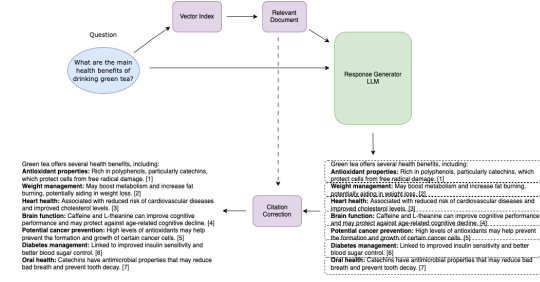 Question
What are the main
health benefits of
drinking green tea?
Vector Index
Relevant
Document
Response Generator
LLM
Green tea offers several health benefits, including:
Antioxidant properties: Rich in polyphenols, particularly catechins,
which protect cells from free radical damage. [1]
Weight management: May boost metabolism and increase fat
burning, potentially aiding in weight loss. [2]
Heart health: Associated with reduced risk of cardiovascular diseases
and improved cholesterol levels. [3]
Brain function: Caffeine and L-theanine can improve cognitive
performance and may protect against age-related cognitive decline. [4]
Potential cancer prevention: High levels of antioxidants may help
prevent the formation and growth of certain cancer cells. [5]
Diabetes management: Linked to improved insulin sensitivity and
better blood sugar control. [6]
Oral health: Catechins have antimicrobial properties that may reduce
bad breath and prevent tooth decay. [7]
Citation
Correction
Green tea offers several health benefits, including:
Antioxidant properties: Rich in polyphenols, particularly catechins, which
protect cells from free radical damage. [1]
Weight management: May boost metabolism and increase fat burning,
potentially aiding in weight loss. [2]
Heart health: Associated with reduced risk of cardiovascular diseases and
improved cholesterol levels. [3]
Brain function: Caffeine and L-theanine can improve cognitive performance
and may protect against age-related cognitive decline. [4]
Potential cancer prevention: High levels of antioxidants may help prevent
the formation and growth of certain cancer cells. [5]
Diabetes management: Linked to improved insulin sensitivity and better
blood sugar control. [6]
Oral health: Catechins have antimicrobial properties that may reduce bad
breath and prevent tooth decay. [7]